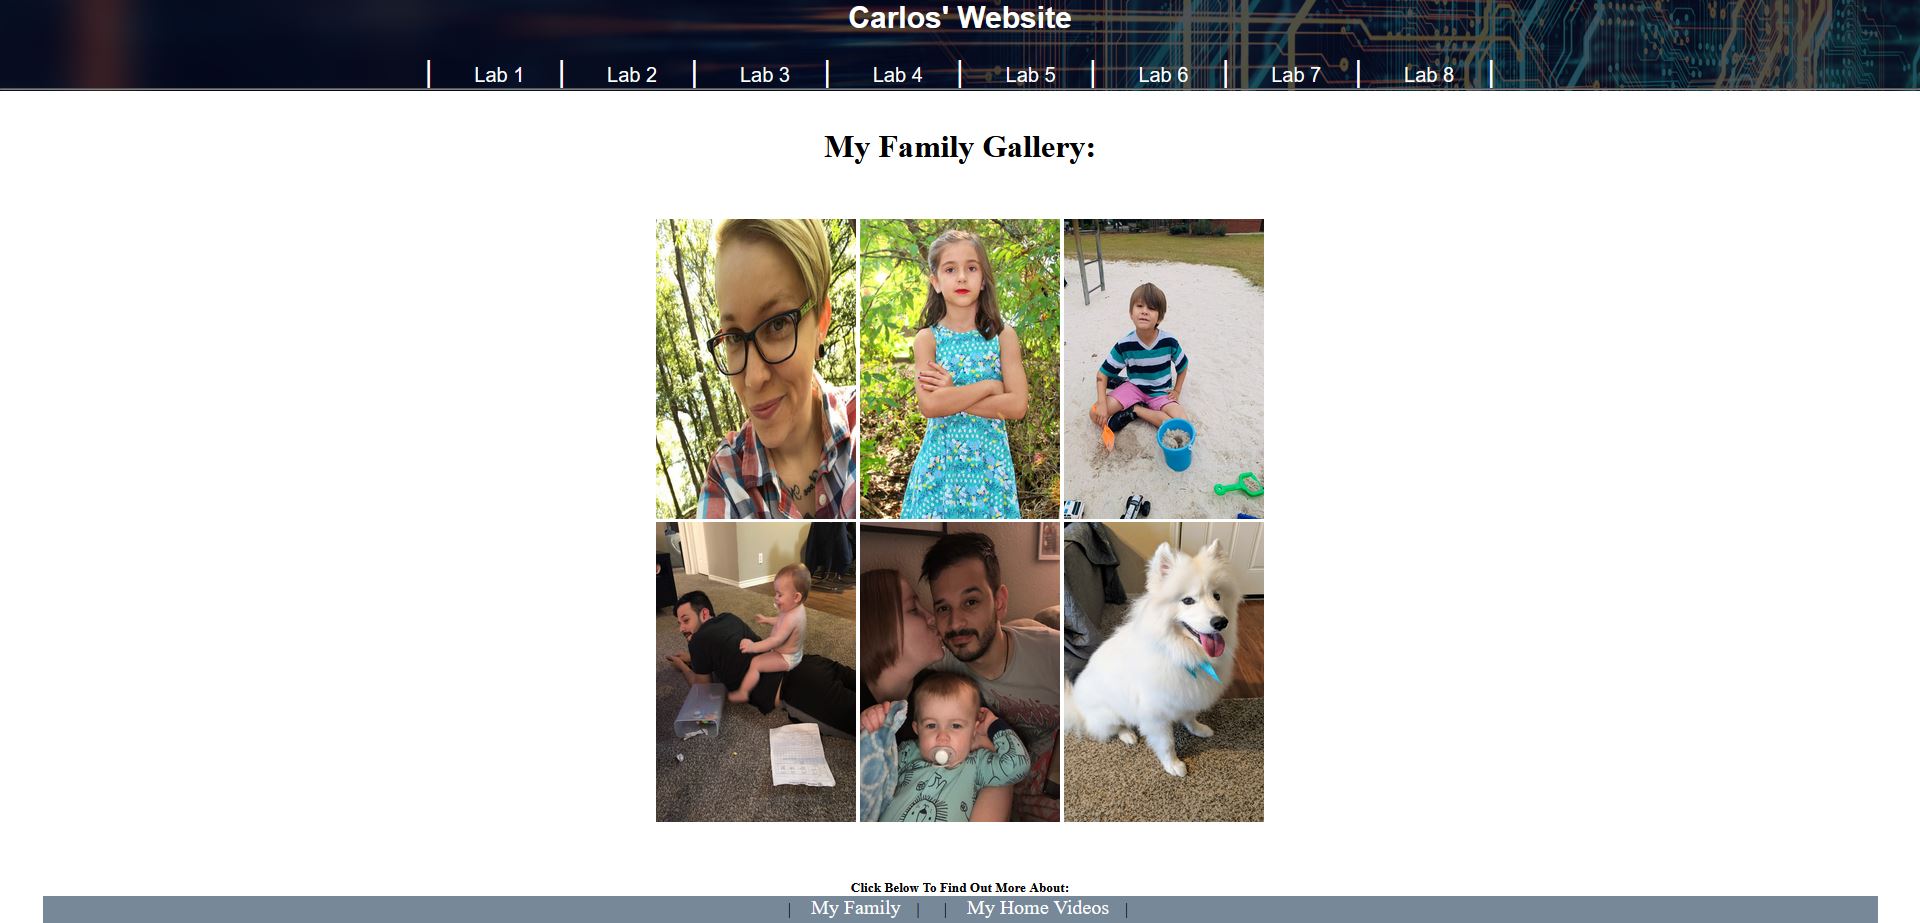 Carlos' Website
| Lab 1 | Lab 2 | Lab 3 | Lab 4 | Lab 5 | Lab 6 | Lab 7 | Lab 8 |
My Family Gallery:
Click Below To Find Out More About:
| My Family | | My Home Videos |